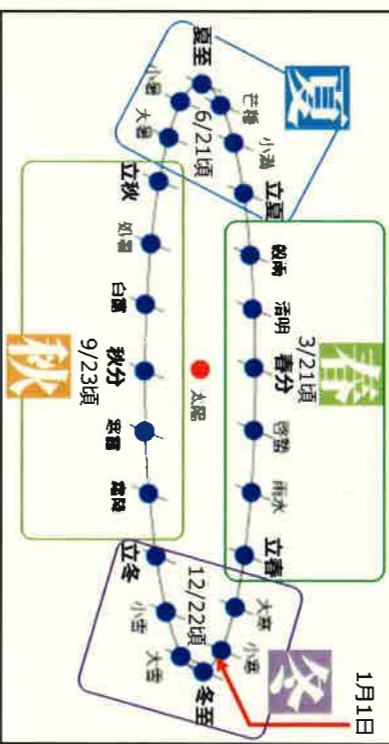 1月1日
冬
小寒
大寒
冬至
12/22頃
大雪
小雪
立冬
春
3/21頃
立春
雨水
啓蟄
春分
清明
穀雨
太陽
霜降
寒露
秋分
白露
処暑
立秋
9/23頃
秋
夏
立夏
小満
芒種
6/21頃
夏至
小暑
大暑